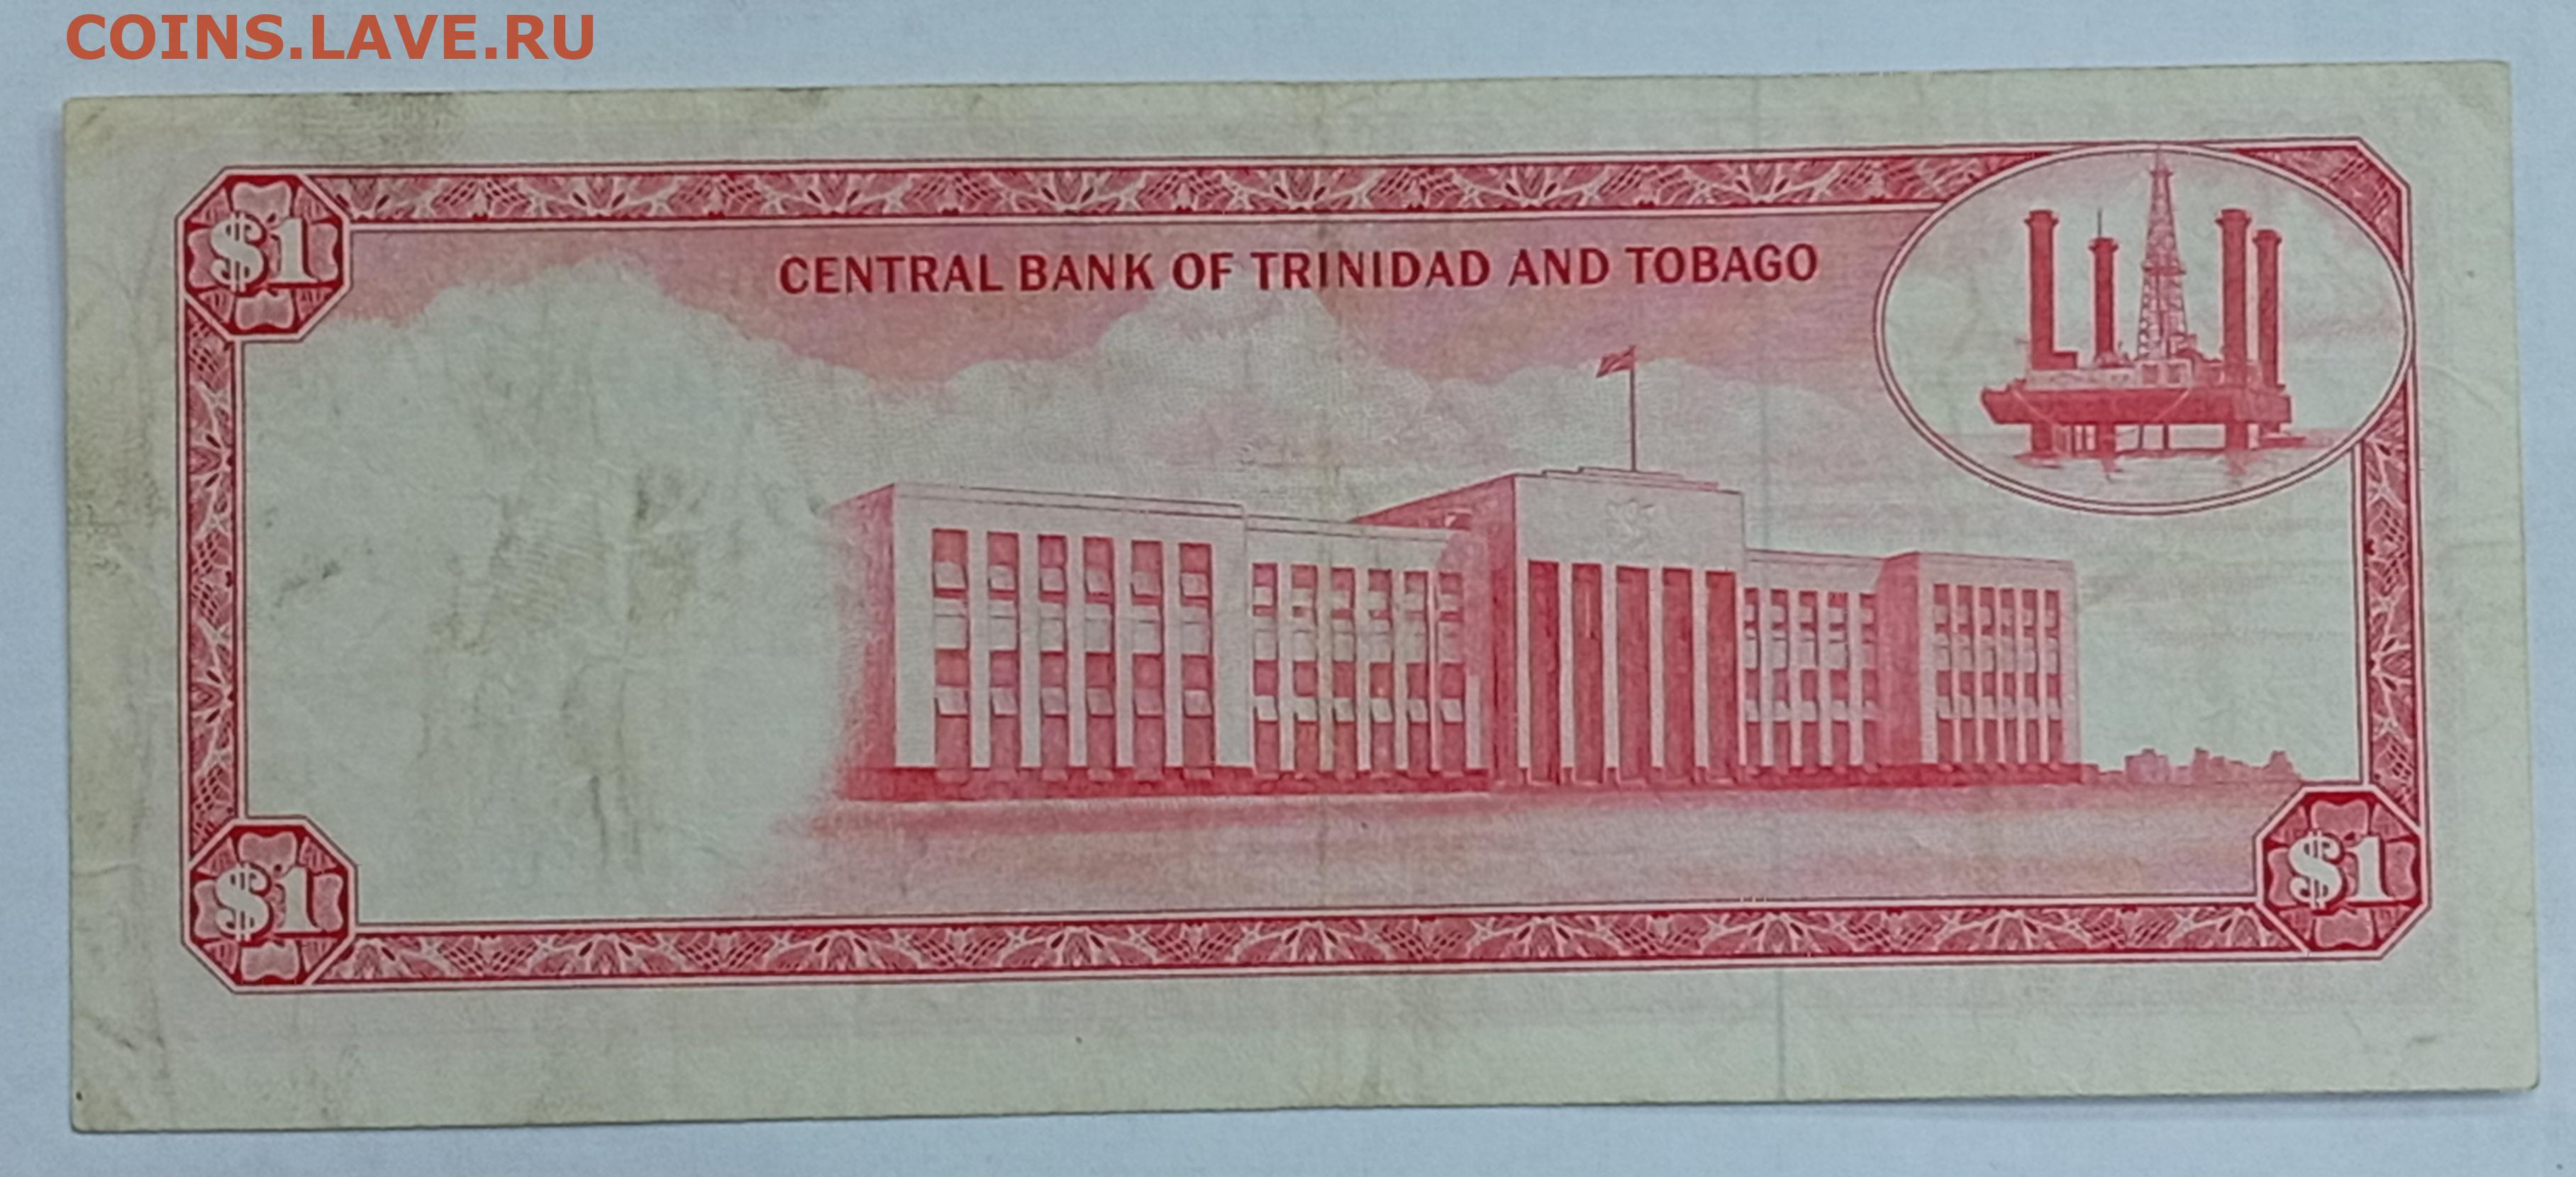 COINS.LAVE.RU
$1
CENTRAL BANK OF TRINIDAD AND TOBAGO
$1
$1